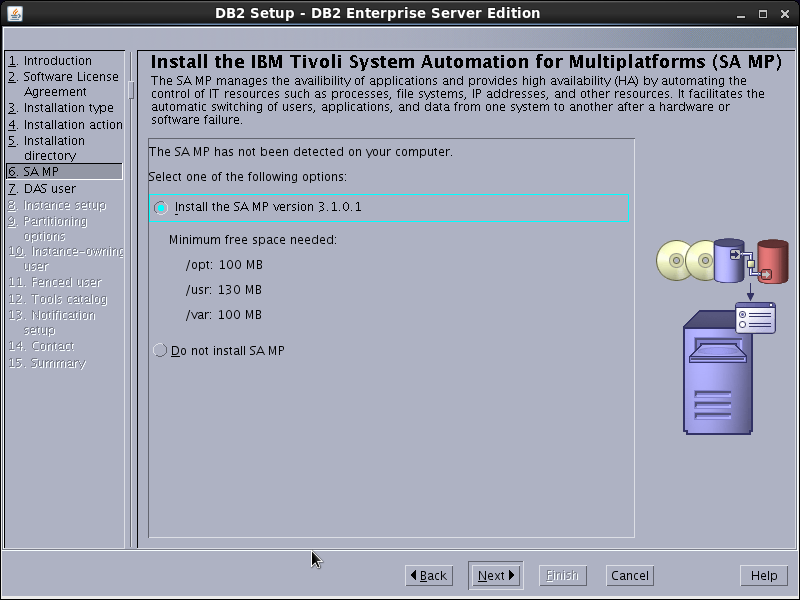 DB2 Setup - DB2 Enterprise Server Edition
1. Introduction
2. Software License
Agreement
3. Installation type
4. Installation action
5. Installation
directory
6. SA MP
7. DAS user
8. Instance setup
9. Partitioning
options
10. Instance-owning
user
11. Fenced user
12. Tools catalog
13. Notification
setup
14. Contact
15. Summary
Install the IBM Tivoli System Automation for Multiplatforms (SA MP)
The SA MP manages the availibility of applications and provides high availability (HA) by automating the
control of IT resources such as processes, file systems, IP addresses, and other resources. It facilitates the
automatic switching of users, applications, and data from one system to another after a hardware or
software failure.
The SA MP has not been detected on your computer.
Select one of the following options:
Install the SA MP version 3.1.0.1
Minimum free space needed:
/opt: 100 MB
/usr: 130 MB
/var: 100 MB
Do not install SA MP
Back
Next
Finish
Cancel
Help